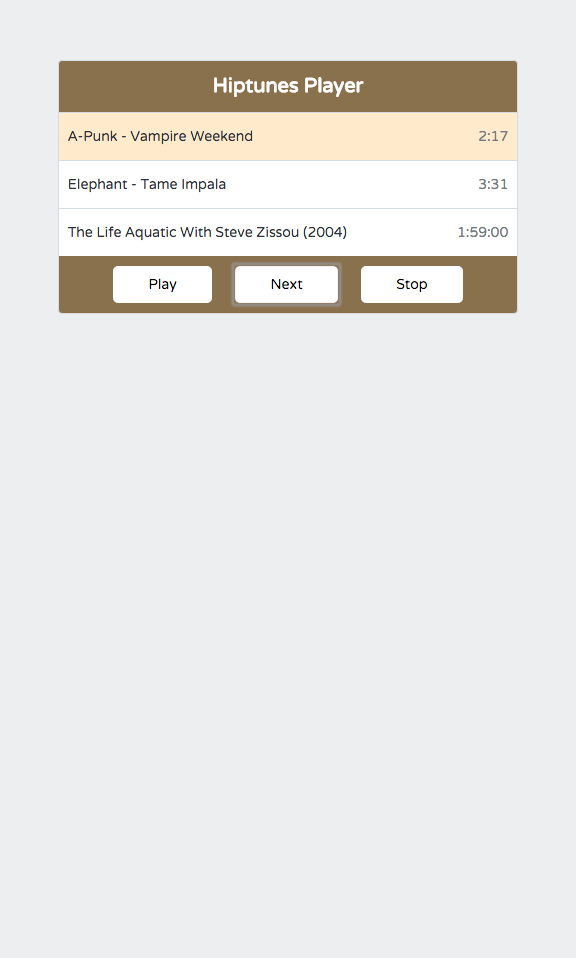 Hiptunes Player
A-Punk - Vampire Weekend 2:17
Elephant - Tame Impala 3:31
The Life Aquatic With Steve Zissou (2004) 1:59:00
Play Next Stop